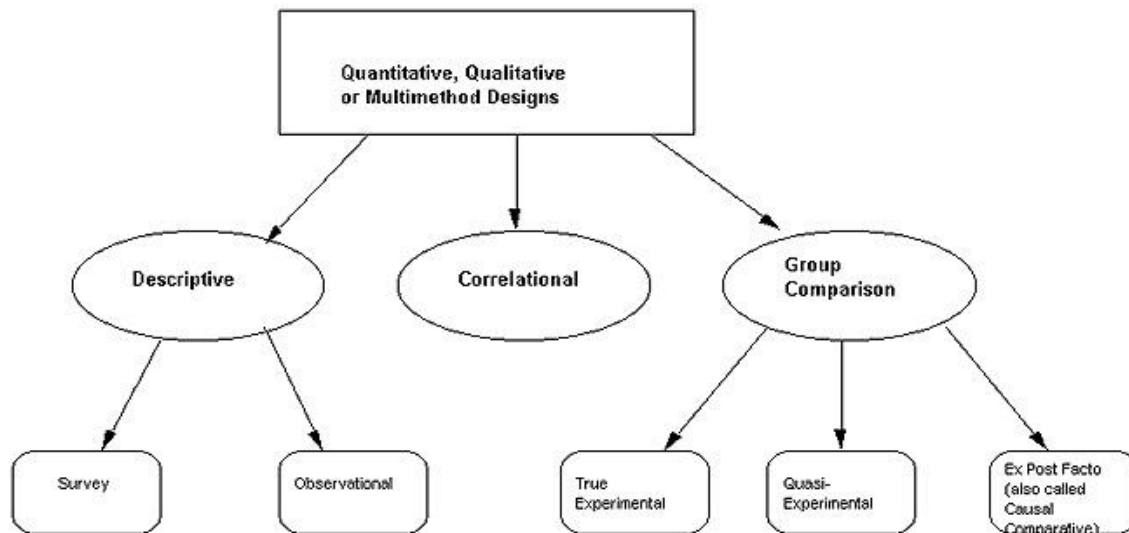 Quantitative, Qualitative
or Multimethod Designs
Descriptive
Correlational
Group
Comparison
Survey
Observational
True
Experimental
Quasi-
Experimental
Ex Post Facto
(also called
Causal
Comparative)